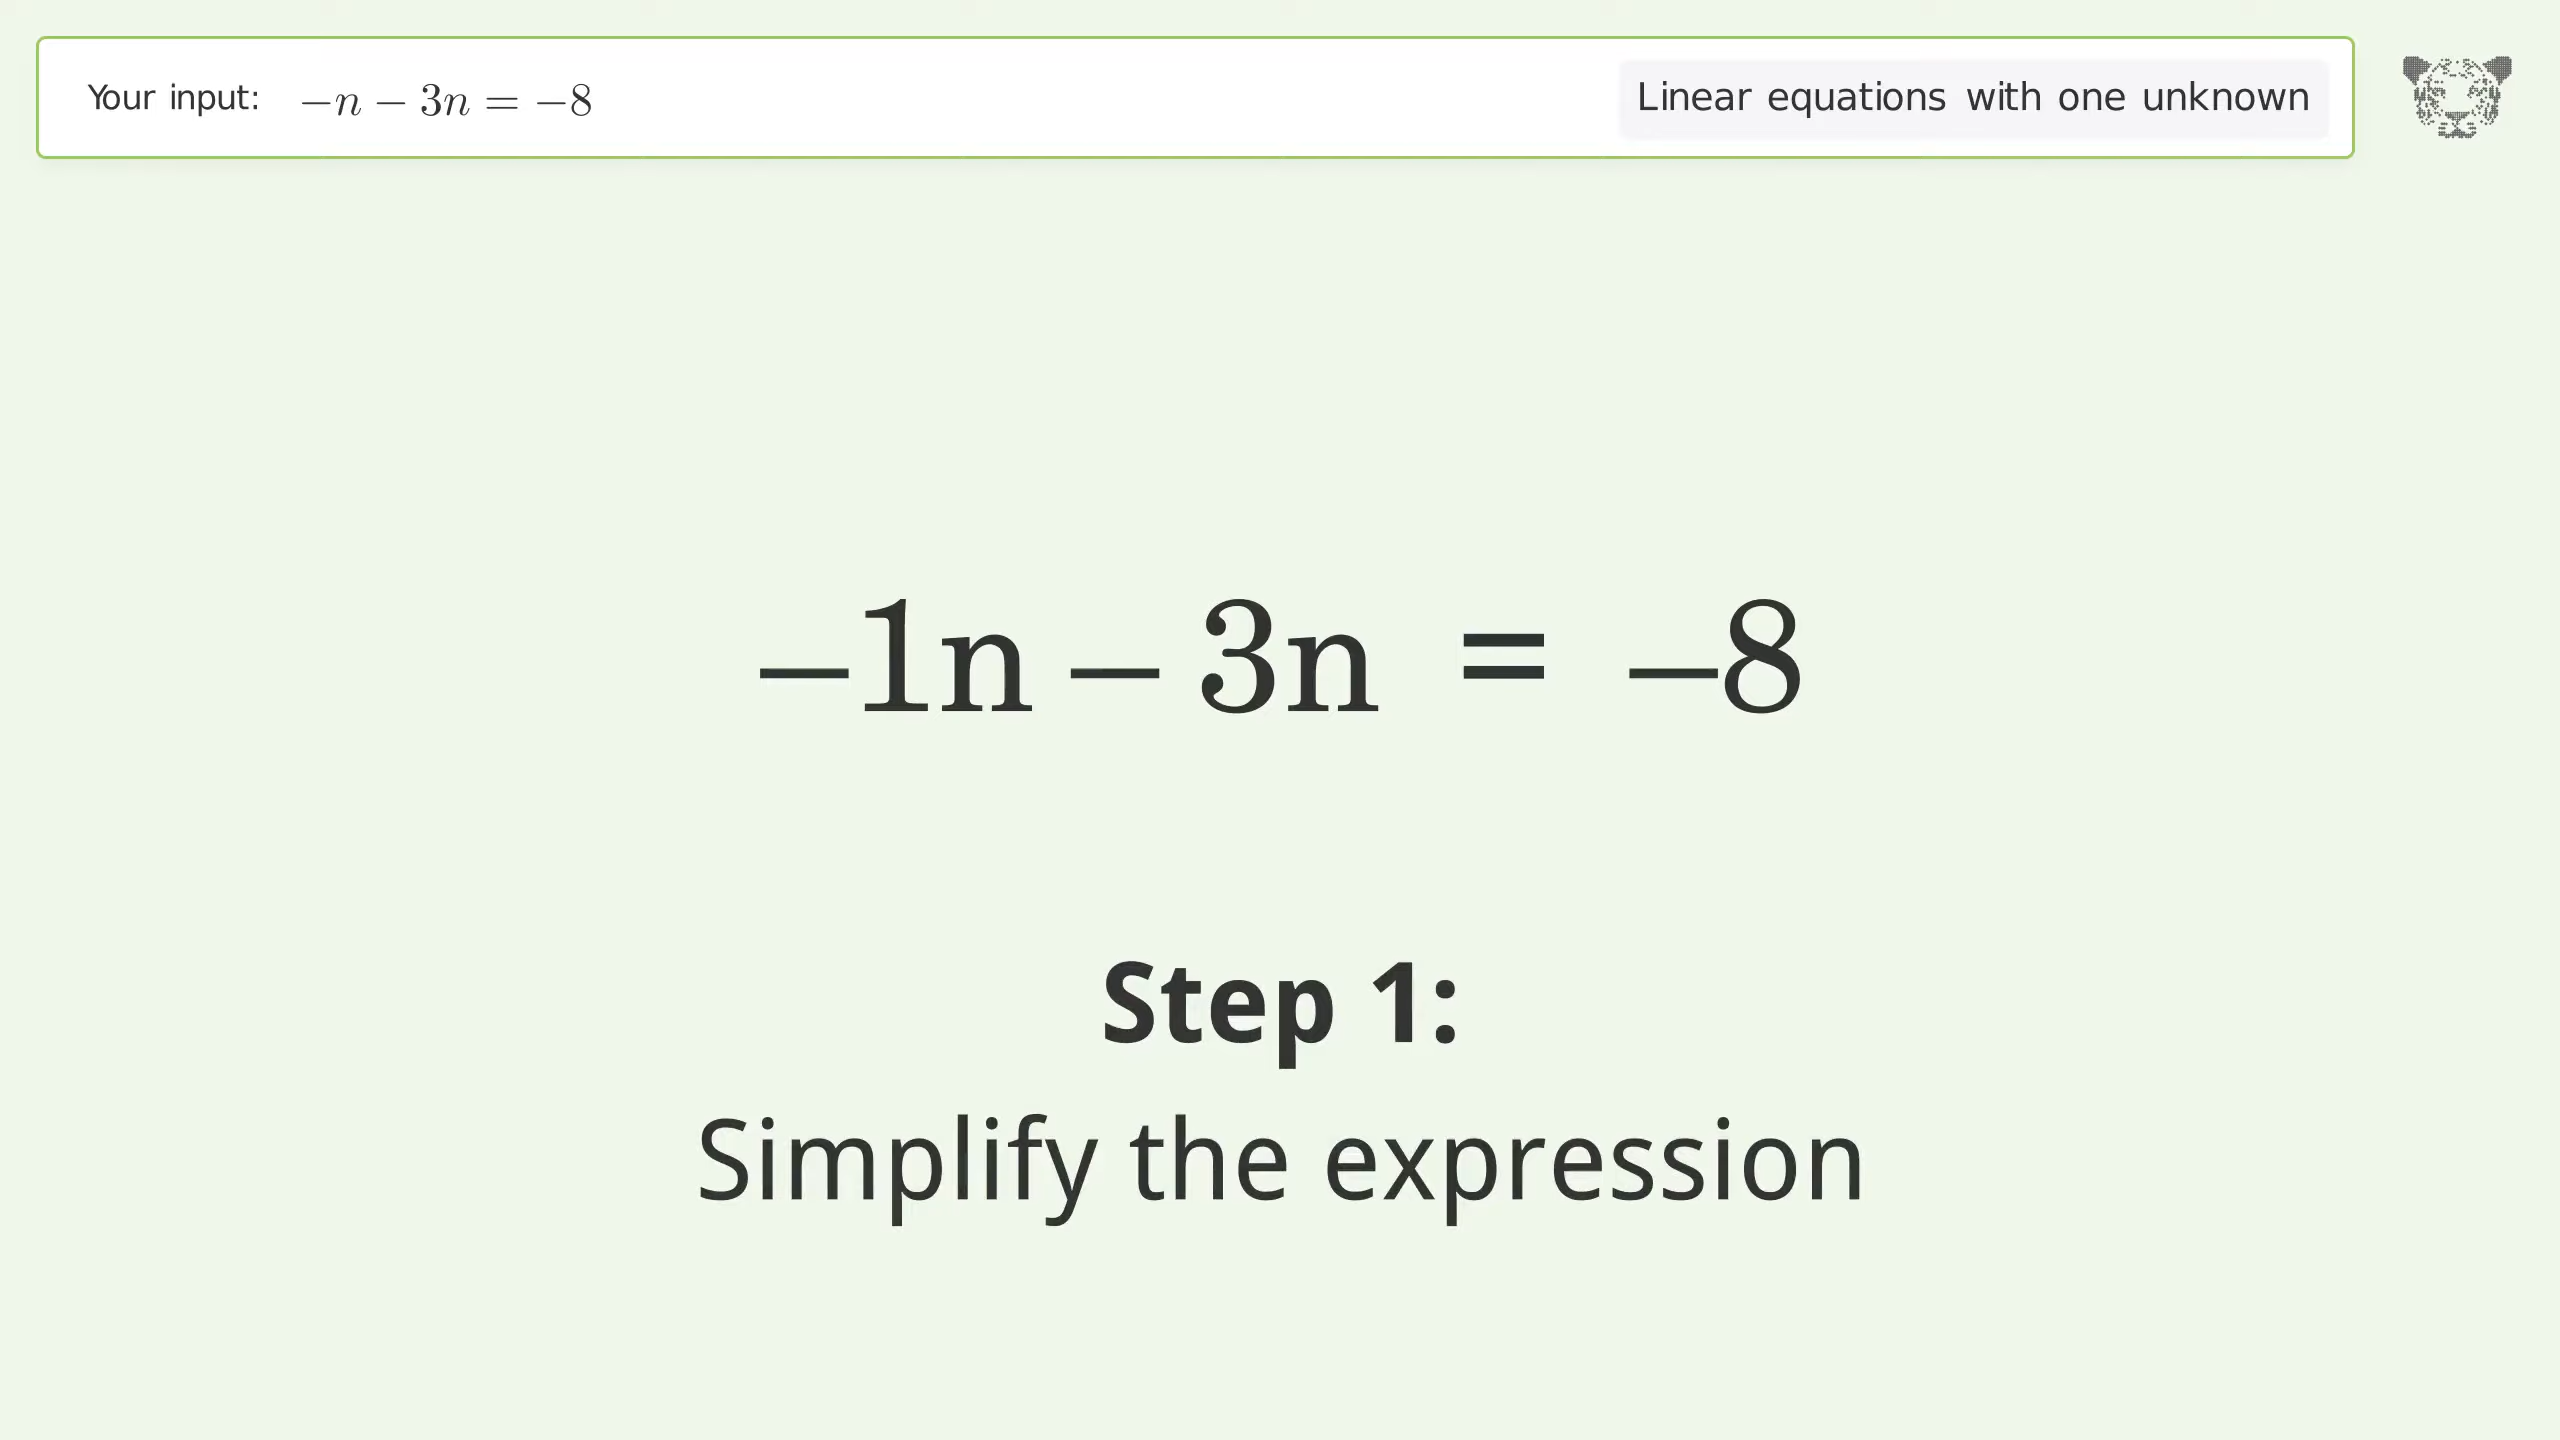 Your input: −n − 3n = −8
Linear equations with one unknown
−1n − 3n = −8
Step 1:
Simplify the expression